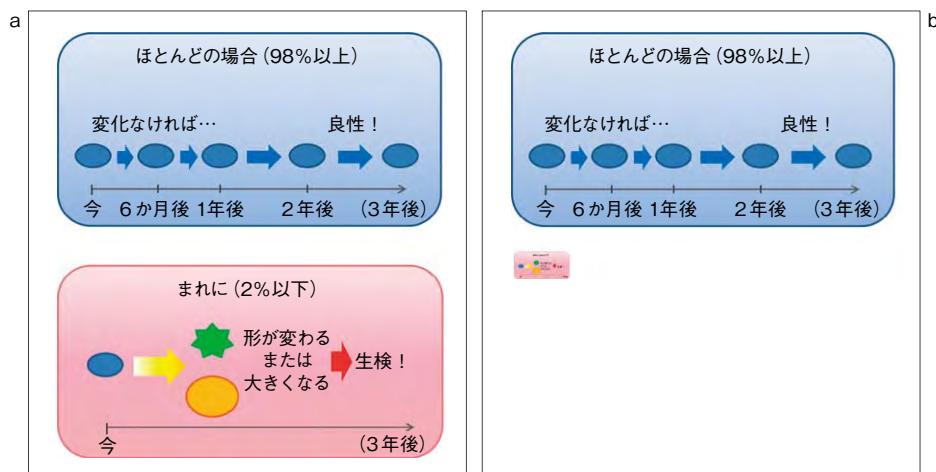 a
ほとんどの場合(98%以上)
変化なければ… 良性!
今 6か月後 1年後 2年後 (3年後)
まれに(2%以下)
形が変わる
または
大きくなる
生検!
今 (3年後)
b
ほとんどの場合(98%以上)
変化なければ… 良性!
今 6か月後 1年後 2年後 (3年後)